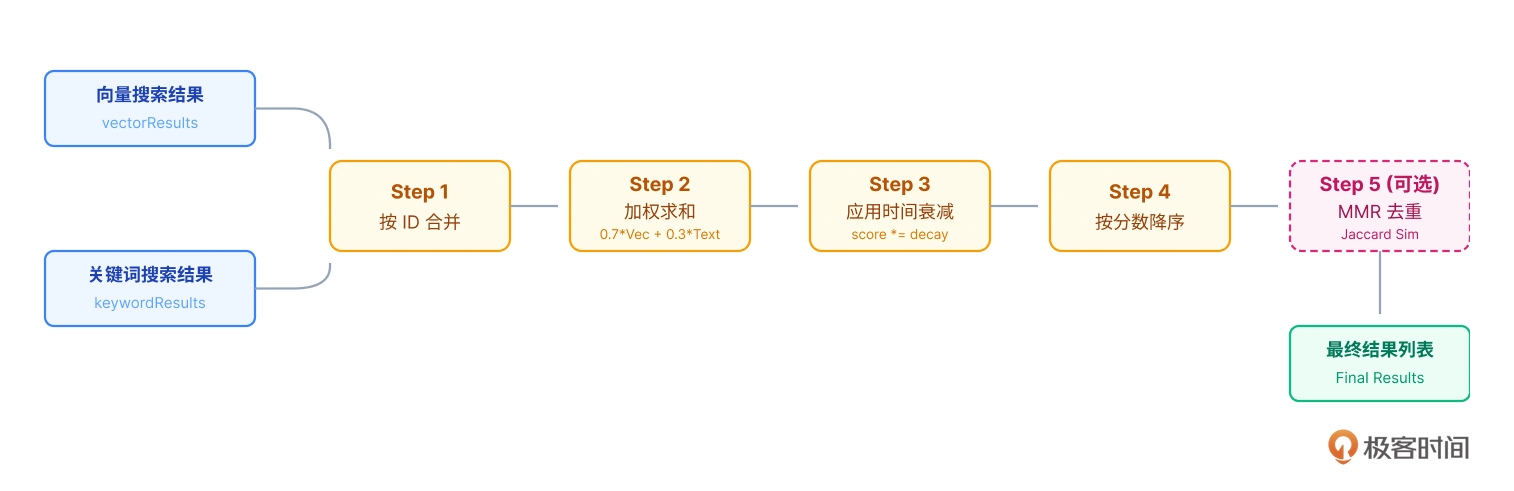 向量搜索结果
vectorResults
关键词搜索结果
keywordResults
Step 1
按 ID 合并
Step 2
加权求和
0.7*Vec + 0.3*Text
Step 3
应用时间衰减
score *= decay
Step 4
按分数降序
Step 5 (可选)
MMR 去重
Jaccard Sim
最终结果列表
Final Results
极客时间